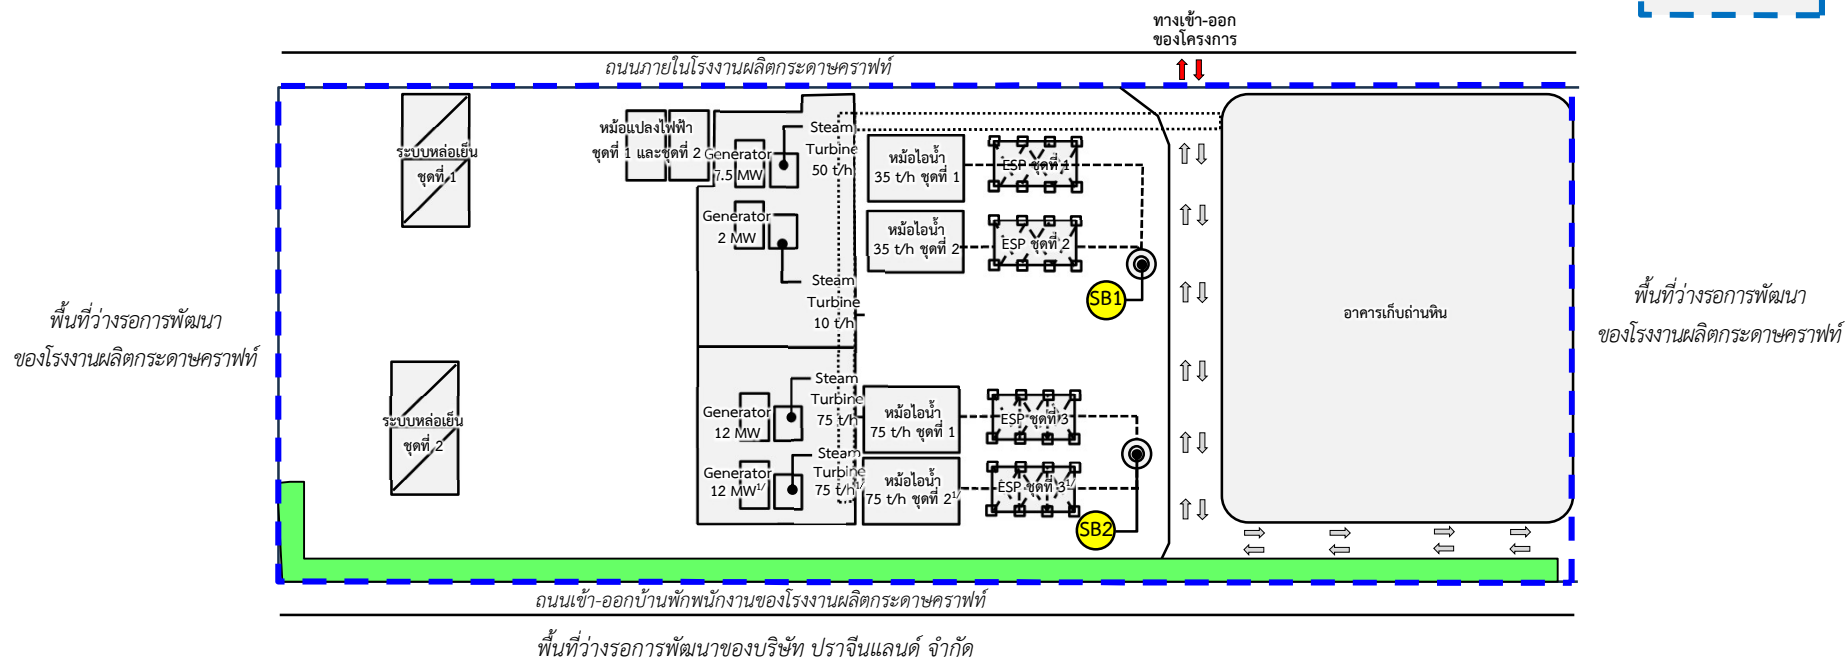 ทางเข้า-ออก
ของโครงการ
ถนนภายในโรงงานผลิตกระดาษคราฟท์
ระบบหล่อเย็น
ชุดที่ 1
หม้อแปลงไฟฟ้า
ชุดที่ 1 และชุดที่ 2
Generator
7.5 MW
Steam
Turbine
50 t/h
หม้อไอน้ำ
35 t/h ชุดที่ 1
ESP ชุดที่ 1
Generator
2 MW
หม้อไอน้ำ
35 t/h ชุดที่ 2
ESP ชุดที่ 2
Steam
Turbine
10 t/h
SB1
อาคารเก็บถ่านหิน
พื้นที่ว่างรอการพัฒนา
ของโรงงานผลิตกระดาษคราฟท์
พื้นที่ว่างรอการพัฒนา
ของโรงงานผลิตกระดาษคราฟท์
ระบบหล่อเย็น
ชุดที่ 2
Generator
12 MW
Steam
Turbine
75 t/h
หม้อไอน้ำ
75 t/h ชุดที่ 1
ESP ชุดที่ 3
Generator
12 MW1/
Steam
Turbine
75 t/h1/
หม้อไอน้ำ
75 t/h ชุดที่ 21/
ESP ชุดที่ 31/
SB2
ถนนเข้า-ออกบ้านพักพนักงานของโรงงานผลิตกระดาษคราฟท์
พื้นที่ว่างรอการพัฒนาของบริษัท ปราจีนแลนด์ จำกัด